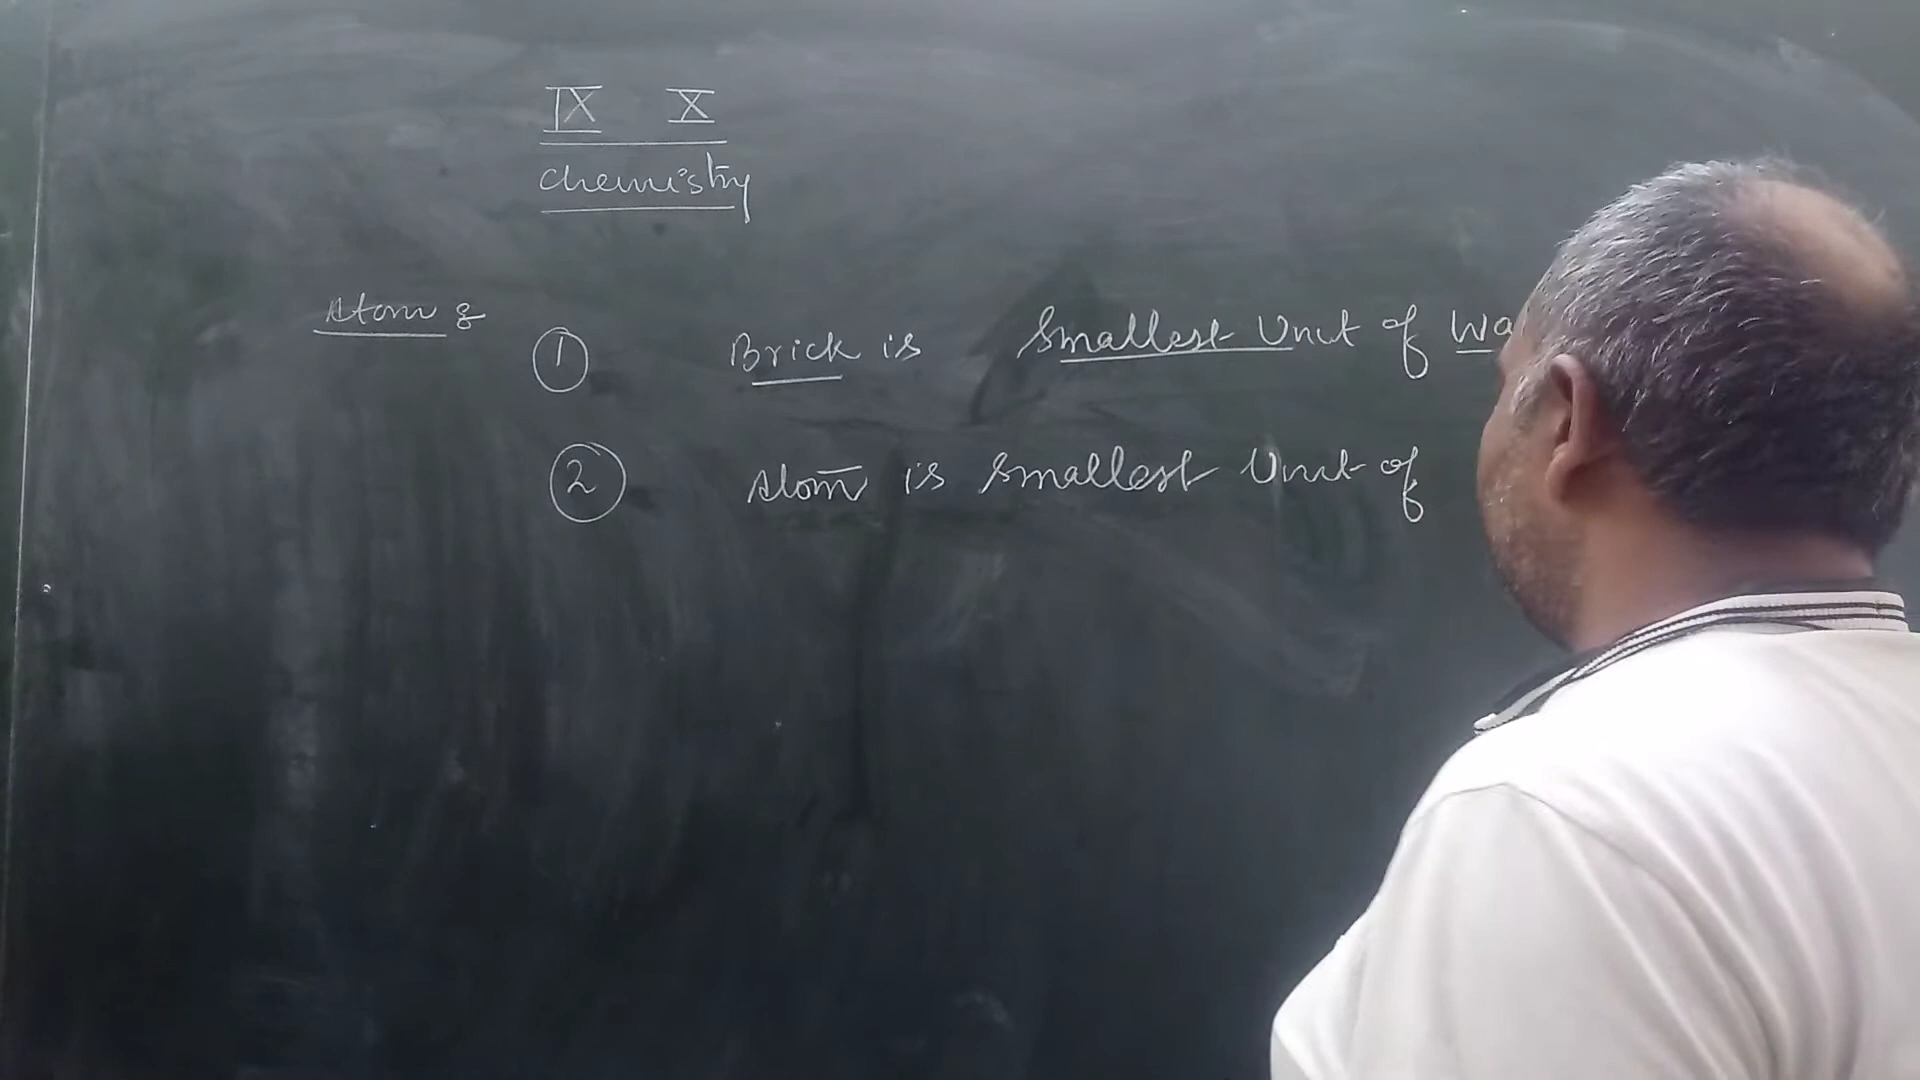 IX X
Chemistry
Atom :
① Brick is Smallest Unit of Wa
② Atom is Smallest Unit of